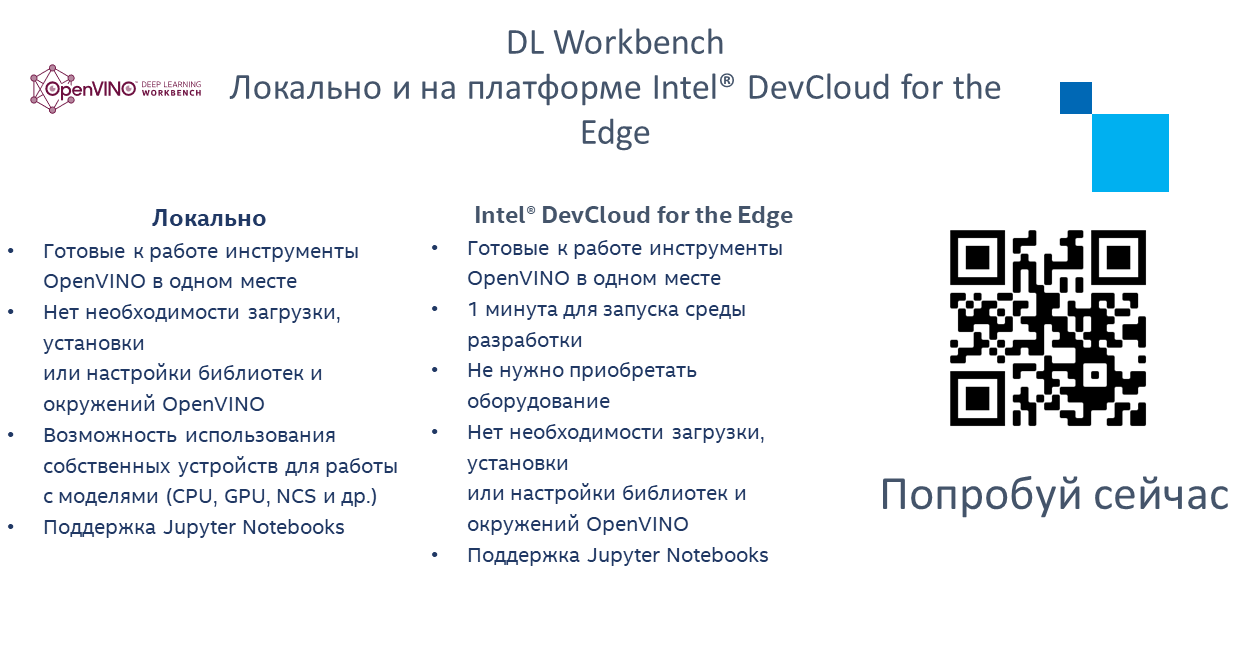 DL Workbench
Локально и на платформе Intel® DevCloud for the
Edge
OpenVINO™ DEEP LEARNING
WORKBENCH
Локально
• Готовые к работе инструменты
OpenVINO в одном месте
• Нет необходимости загрузки,
установки
или настройки библиотек и
окружений OpenVINO
• Возможность использования
собственных устройств для работы
с моделями (CPU, GPU, NCS и др.)
• Поддержка Jupyter Notebooks
Intel® DevCloud for the Edge
• Готовые к работе инструменты
OpenVINO в одном месте
• 1 минута для запуска среды
разработки
• Не нужно приобретать
оборудование
• Нет необходимости загрузки,
установки
или настройки библиотек и
окружений OpenVINO
• Поддержка Jupyter Notebooks
Попробуй сейчас